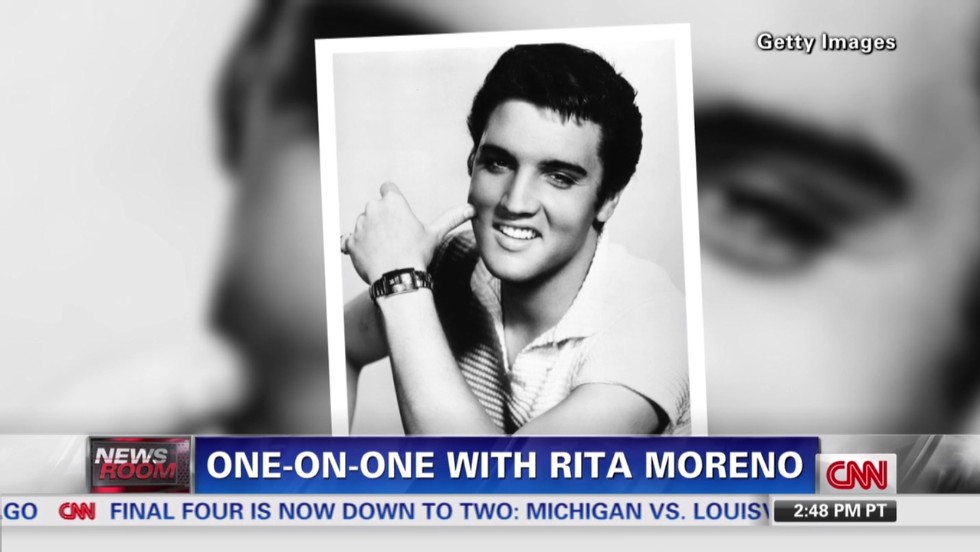 Getty Images
NEWS
ROOM
ONE-ON-ONE WITH RITA MORENO
CNN
GO CNN FINAL FOUR IS NOW DOWN TO TWO: MICHIGAN VS. LOUISV
2:48 PM PT